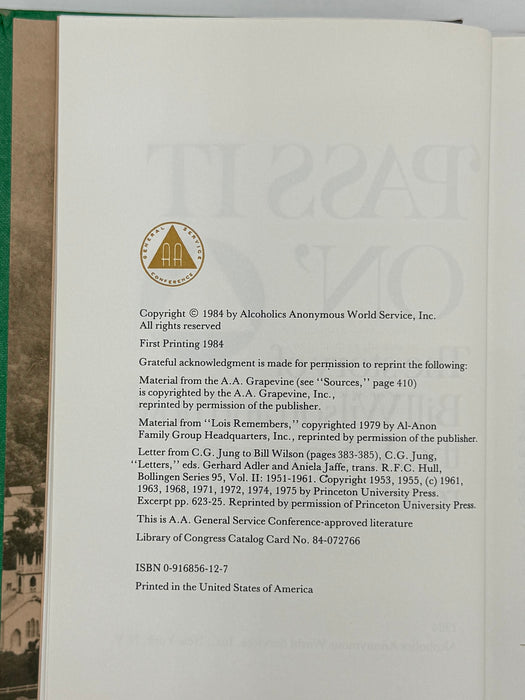 GENERAL SERVICE
AA
CONFERENCE
Copyright © 1984 by Alcoholics Anonymous World Service, Inc.
All rights reserved
First Printing 1984
Grateful acknowledgment is made for permission to reprint the following:
Material from the A.A. Grapevine (see "Sources," page 410)
is copyrighted by the A.A. Grapevine, Inc.,
reprinted by permission of the publisher.
Material from "Lois Remembers," copyrighted 1979 by Al-Anon
Family Group Headquarters, Inc., reprinted by permission of the publisher.
Letter from C.G. Jung to Bill Wilson (pages 383-385), C.G. Jung,
"Letters," eds. Gerhard Adler and Aniela Jaffe, trans. R.F.C. Hull,
Bollingen Series 95, Vol. II: 1951-1961. Copyright 1953, 1955, (c) 1961,
1963, 1968, 1971, 1972, 1974, 1975 by Princeton University Press.
Excerpt pp. 623-25. Reprinted by permission of Princeton University Press.
This is A.A. General Service Conference-approved literature
Library of Congress Catalog Card No. 84-072766
ISBN 0-916856-12-7
Printed in the United States of America
'PASS IT
ON'